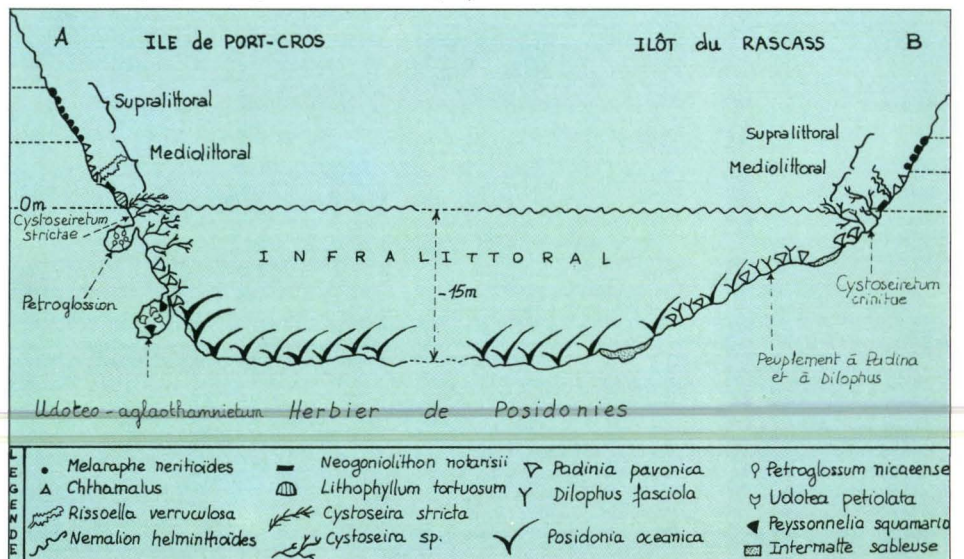 A ILE de PORT-CROS ILÔT du RASCASS B
Supralittoral
Mediolittoral
Supralittoral
Mediolittoral
0m
Cystoseiretum
strictae
INFRALITTORAL
-15m
Petroglossion
Cystoseiretum
crinitae
Peuplement à Padina
et à Dilophus
Udoteo-aglaothamnietum Herbier de Posidonies
LEGENDE
Melaraphe neritioïdes
Chthamalus
Rissoella verruculosa
Nemalion helminthoïdes
Neogoniolithon notarisii
Lithophyllum tortuosum
Cystoseira stricta
Cystoseira sp.
Padinia pavonica
Dilophus fasciola
Posidonia oceanica
Petroglossum nicaeense
Udotea petiolata
Peyssonnelia squamaria
Intermatte sableuse